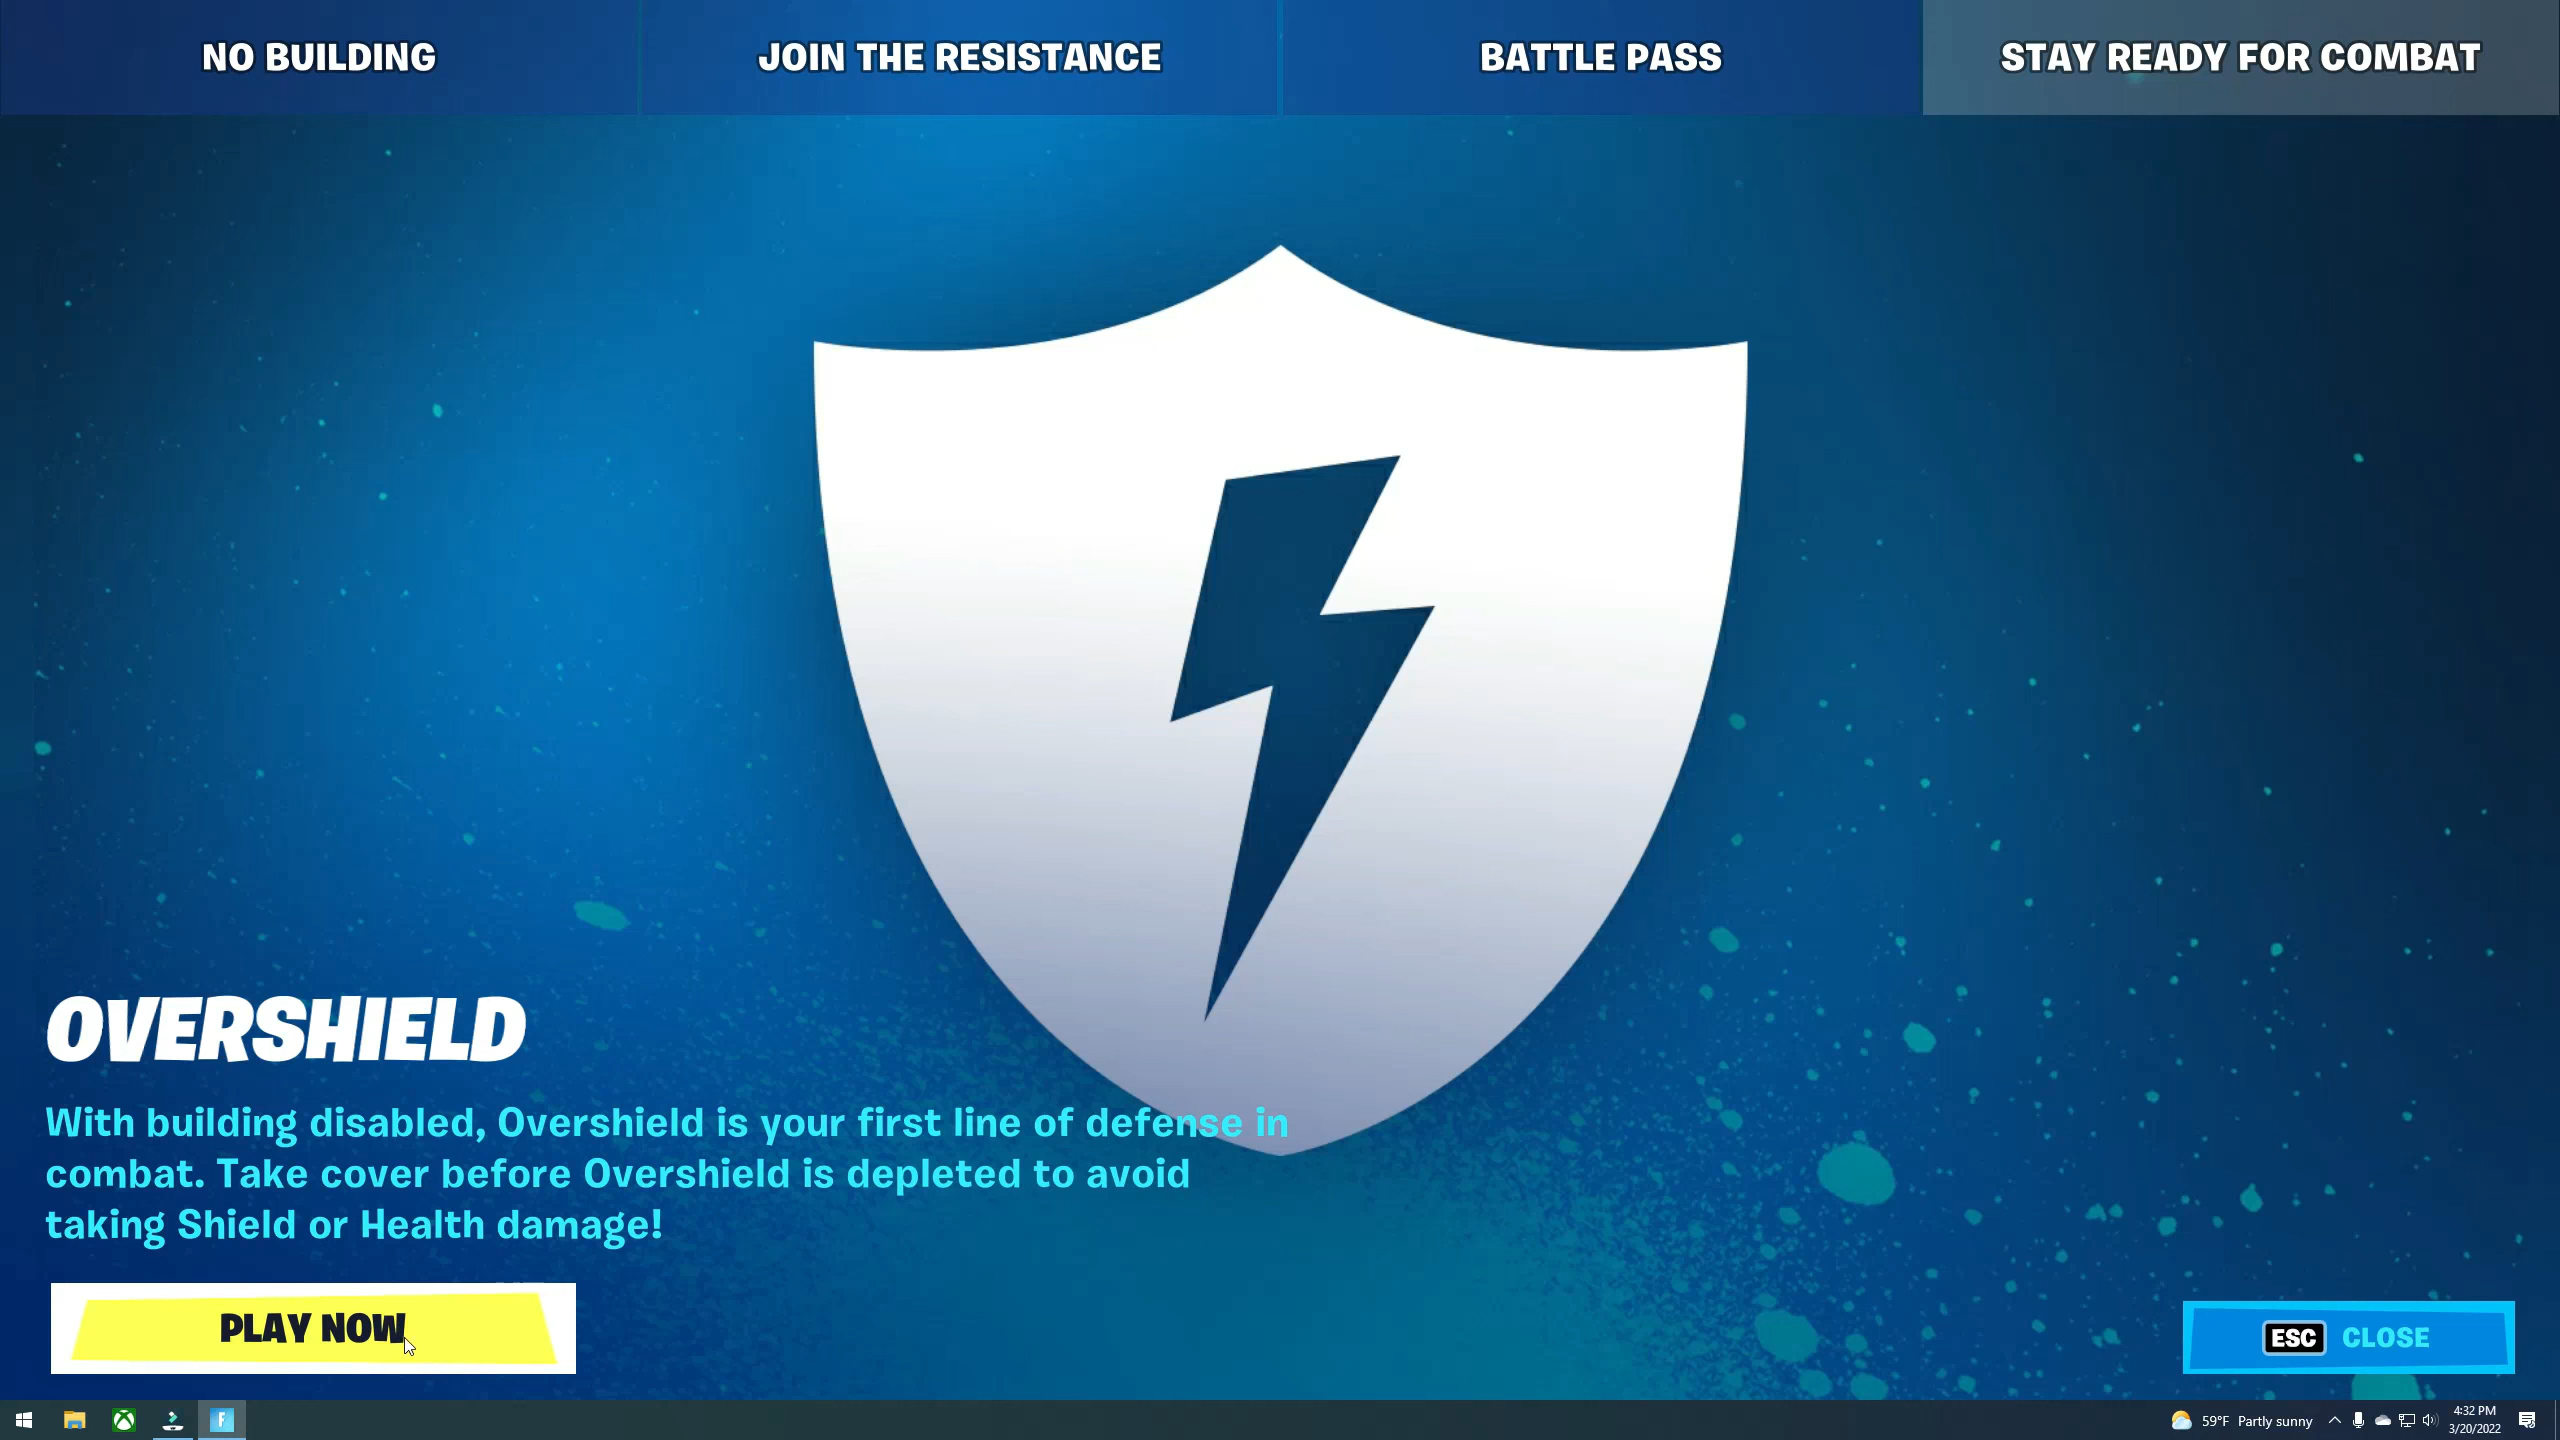 NO BUILDING
JOIN THE RESISTANCE
BATTLE PASS
STAY READY FOR COMBAT
OVERSHIELD
With building disabled, Overshield is your first line of defense in
combat. Take cover before Overshield is depleted to avoid
taking Shield or Health damage!
PLAY NOW
ESC CLOSE
F
59°F Partly sunny
4:32 PM
3/20/2022